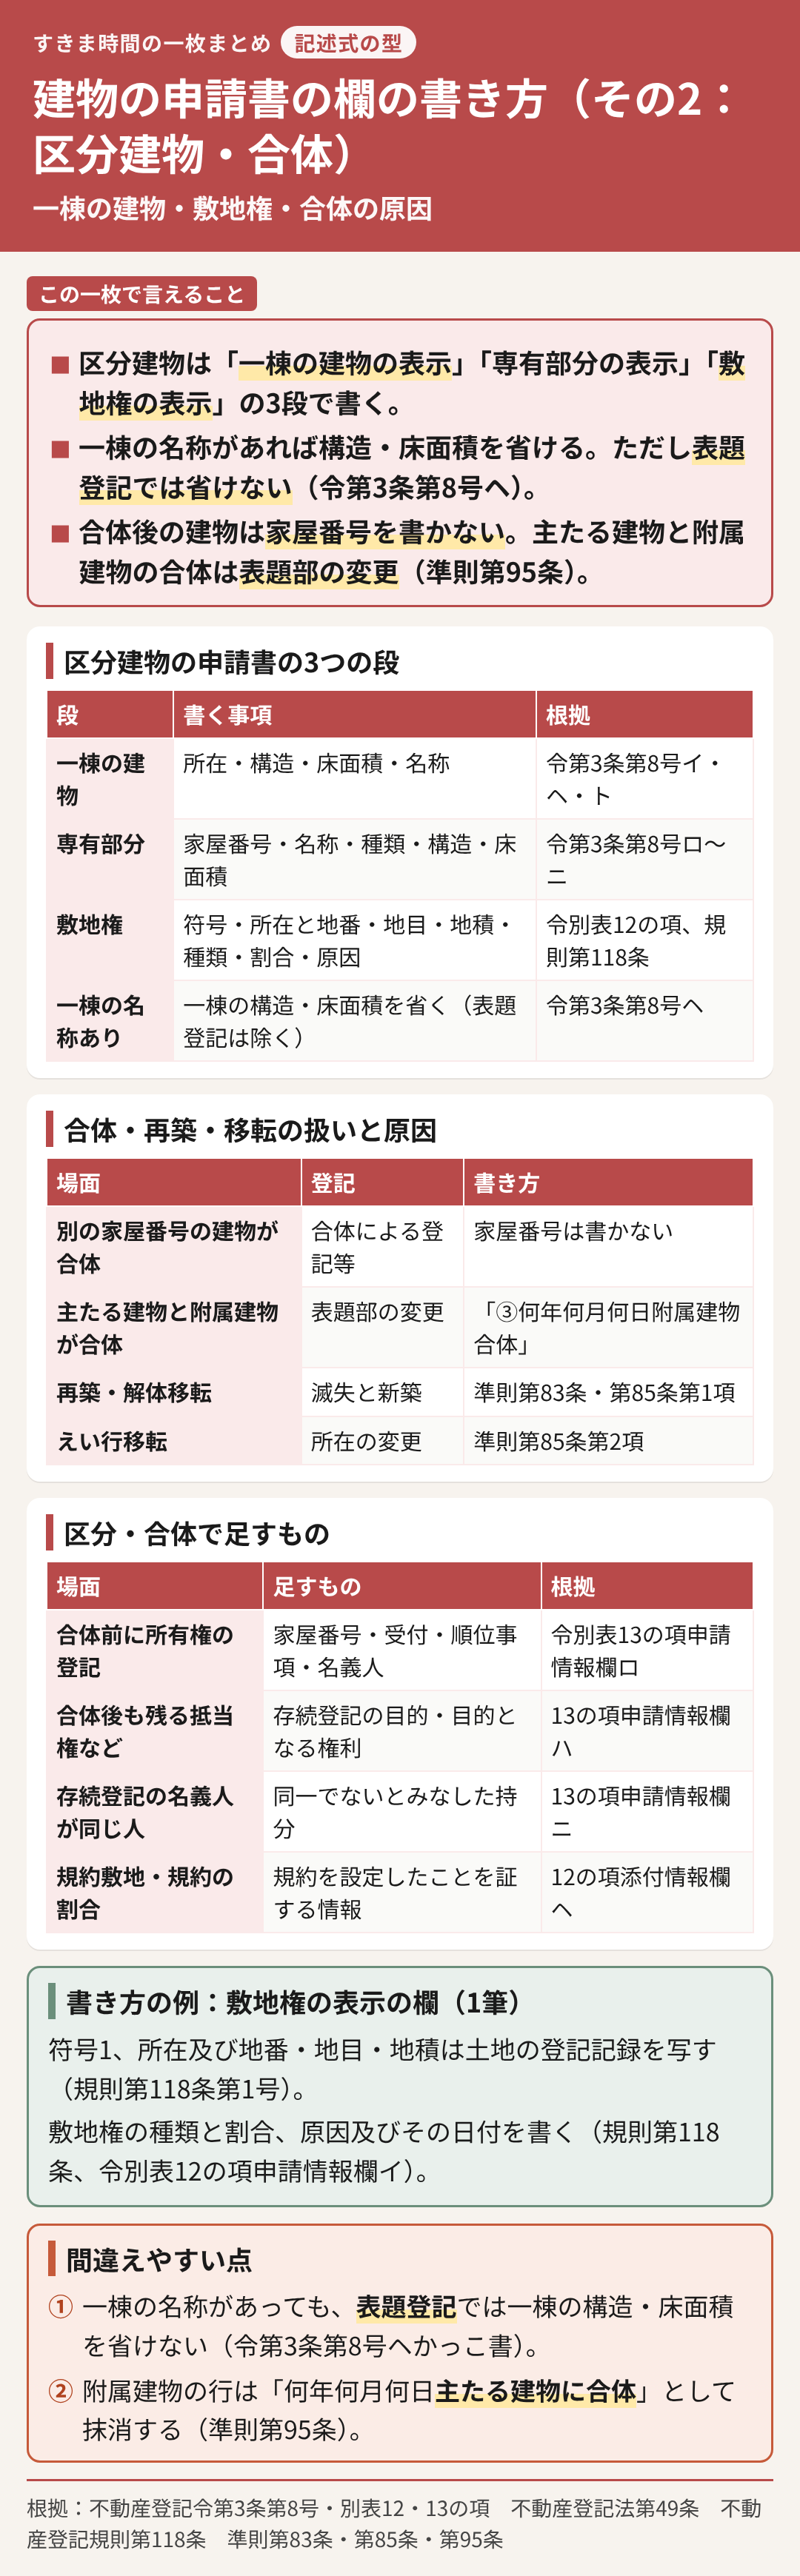 すきま時間の一枚まとめ 記述式の型
建物の申請書の欄の書き方（その2：
区分建物・合体）
一棟の建物・敷地権・合体の原因
この一枚で言えること
■ 区分建物は「一棟の建物の表示」「専有部分の表示」「敷
地権の表示」の3段で書く。
■ 一棟の名称があれば構造・床面積を省ける。ただし表題
登記では省けない（令第3条第8号ヘ）。
■ 合体後の建物は家屋番号を書かない。主たる建物と附属
建物の合体は表題部の変更（準則第95条）。
区分建物の申請書の3つの段
段 書く事項 根拠
一棟の建 所在・構造・床面積・名称 令第3条第8号イ・
物 ヘ・ト
専有部分 家屋番号・名称・種類・構造・床 令第3条第8号ロ〜
面積 ニ
敷地権 符号・所在と地番・地目・地積・ 令別表12の項、規
種類・割合・原因 則第118条
一棟の名 一棟の構造・床面積を省く（表題 令第3条第8号ヘ
称あり 登記は除く）
合体・再築・移転の扱いと原因
場面 登記 書き方
別の家屋番号の建物が 合体による登 家屋番号は書かない
合体 記等
主たる建物と附属建物 表題部の変更 「③何年何月何日附属建物
が合体 合体」
再築・解体移転 滅失と新築 準則第83条・第85条第1項
えい行移転 所在の変更 準則第85条第2項
区分・合体で足すもの
場面 足すもの 根拠
合体前に所有権の 家屋番号・受付・順位事 令別表13の項申請
登記 項・名義人 情報欄ロ
合体後も残る抵当 存続登記の目的・目的と 13の項申請情報欄
権など なる権利 ハ
存続登記の名義人 同一でないとみなした持 13の項申請情報欄
が同じ人 分 ニ
規約敷地・規約の 規約を設定したことを証 12の項添付情報欄
割合 する情報 ヘ
書き方の例：敷地権の表示の欄（1筆）
符号1、所在及び地番・地目・地積は土地の登記記録を写す
（規則第118条第1号）。
敷地権の種類と割合、原因及びその日付を書く（規則第118
条、令別表12の項申請情報欄イ）。
間違えやすい点
① 一棟の名称があっても、表題登記では一棟の構造・床面積
を省けない（令第3条第8号ヘかっこ書）。
② 附属建物の行は「何年何月何日主たる建物に合体」として
抹消する（準則第95条）。
根拠：不動産登記令第3条第8号・別表12・13の項　不動産登記法第49条　不動
産登記規則第118条　準則第83条・第85条・第95条